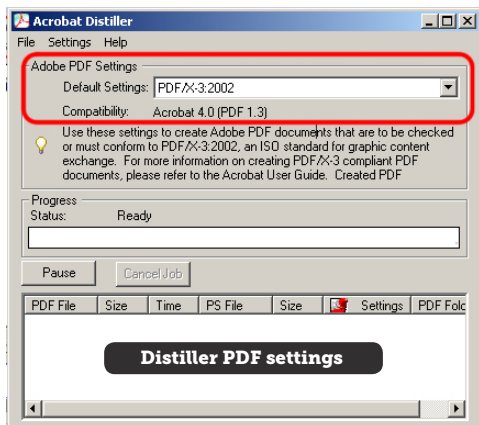 Acrobat Distiller
File Settings Help
Adobe PDF Settings
Default Settings: PDF/X-3:2002
Compatibility: Acrobat 4.0 (PDF 1.3)
Use these settings to create Adobe PDF documents that are to be checked
or must conform to PDF/X-3:2002, an ISO standard for graphic content
exchange. For more information on creating PDF/X-3 compliant PDF
documents, please refer to the Acrobat User Guide. Created PDF
Progress
Status: Ready
Pause Cancel Job
PDF File Size Time PS File Size Settings PDF Folc
Distiller PDF settings